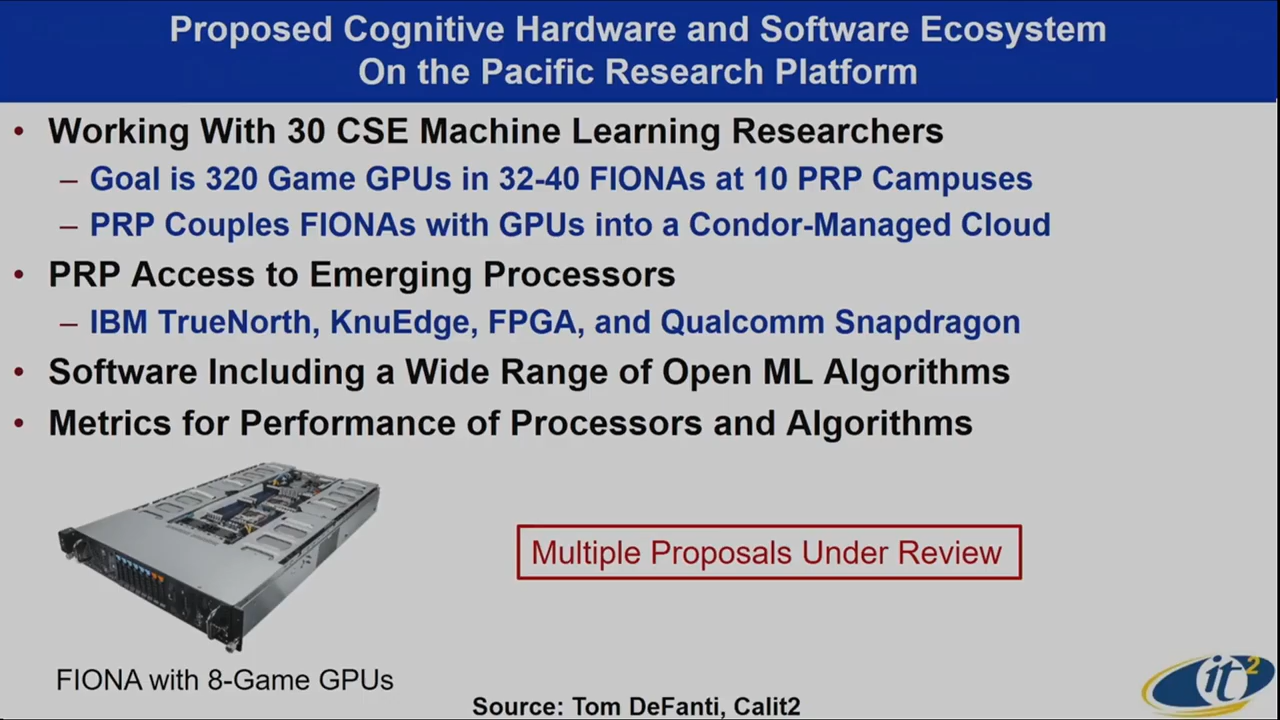 Proposed Cognitive Hardware and Software Ecosystem
On the Pacific Research Platform
• Working With 30 CSE Machine Learning Researchers
– Goal is 320 Game GPUs in 32-40 FIONAs at 10 PRP Campuses
– PRP Couples FIONAs with GPUs into a Condor-Managed Cloud
• PRP Access to Emerging Processors
– IBM TrueNorth, KnuEdge, FPGA, and Qualcomm Snapdragon
• Software Including a Wide Range of Open ML Algorithms
• Metrics for Performance of Processors and Algorithms
Multiple Proposals Under Review
FIONA with 8-Game GPUs
Source: Tom DeFanti, Calit2
it2